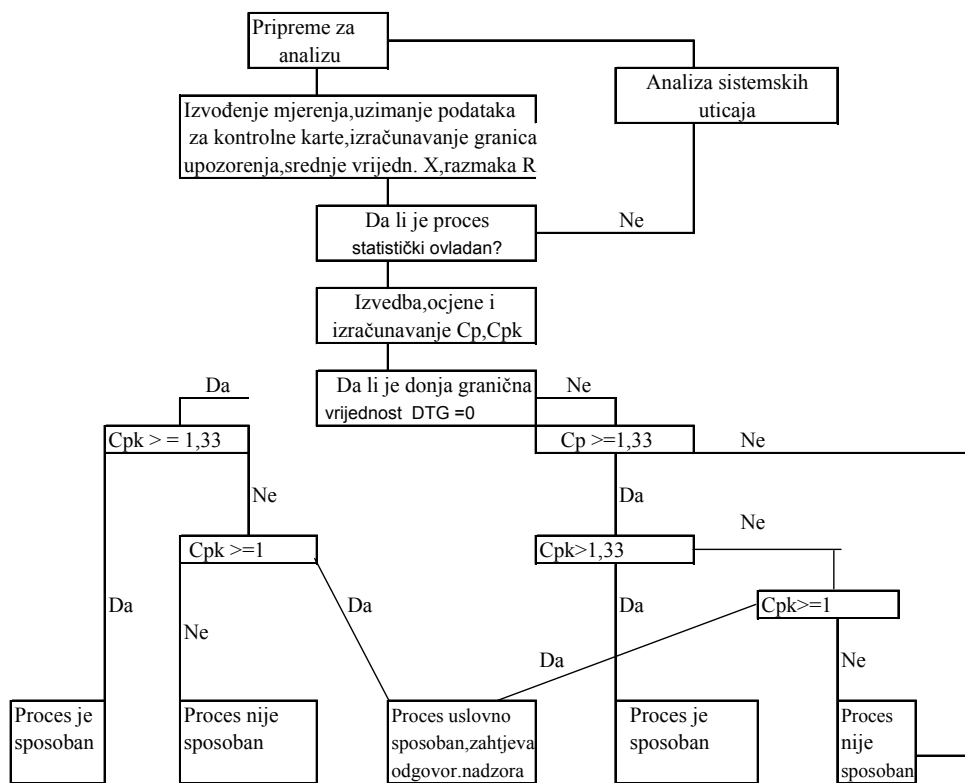 Pripreme za
analizu
Analiza sistemskih
uticaja
Izvođenje mjerenja,uzimanje podataka
za kontrolne karte,izračunavanje granica
upozorenja,srednje vrijedn. X,razmaka R
Da li je proces
statistički ovladan?
Ne
Izvedba,ocjene i
izračunavanje Cp,Cpk
Da li je donja granična
vrijednost DTG =0
Da
Ne
Cpk > = 1,33
Cp >=1,33
Ne
Ne
Da
Ne
Cpk >=1
Cpk>1,33
Da
Da
Da
Cpk>=1
Ne
Da
Ne
Proces je
sposoban
Proces nije
sposoban
Proces uslovno
sposoban,zahtjeva
odgovor.nadzora
Proces je
sposoban
Proces
nije
sposoban